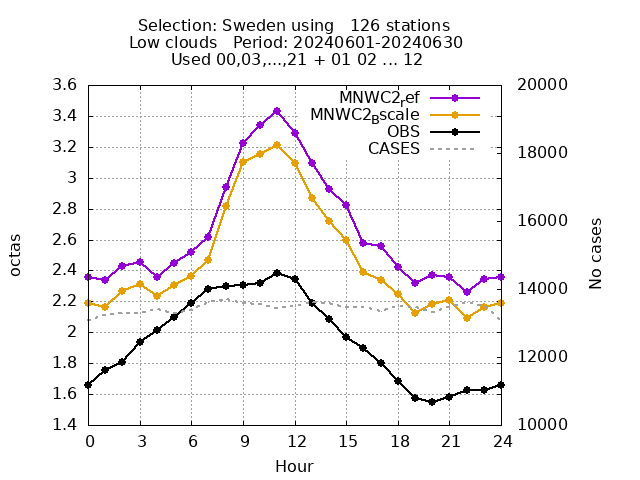 Selection: Sweden using   126 stations
Low clouds   Period: 20240601-20240630
Used 00,03,...,21 + 01 02 ... 12
3.6
3.4
3.2
3
2.8
2.6
2.4
2.2
2
1.8
1.6
1.4
octas
MNWC2ref
MNWC2Bscale
OBS
CASES
20000
18000
16000
14000
12000
10000
No cases
0 3 6 9 12 15 18 21 24
Hour